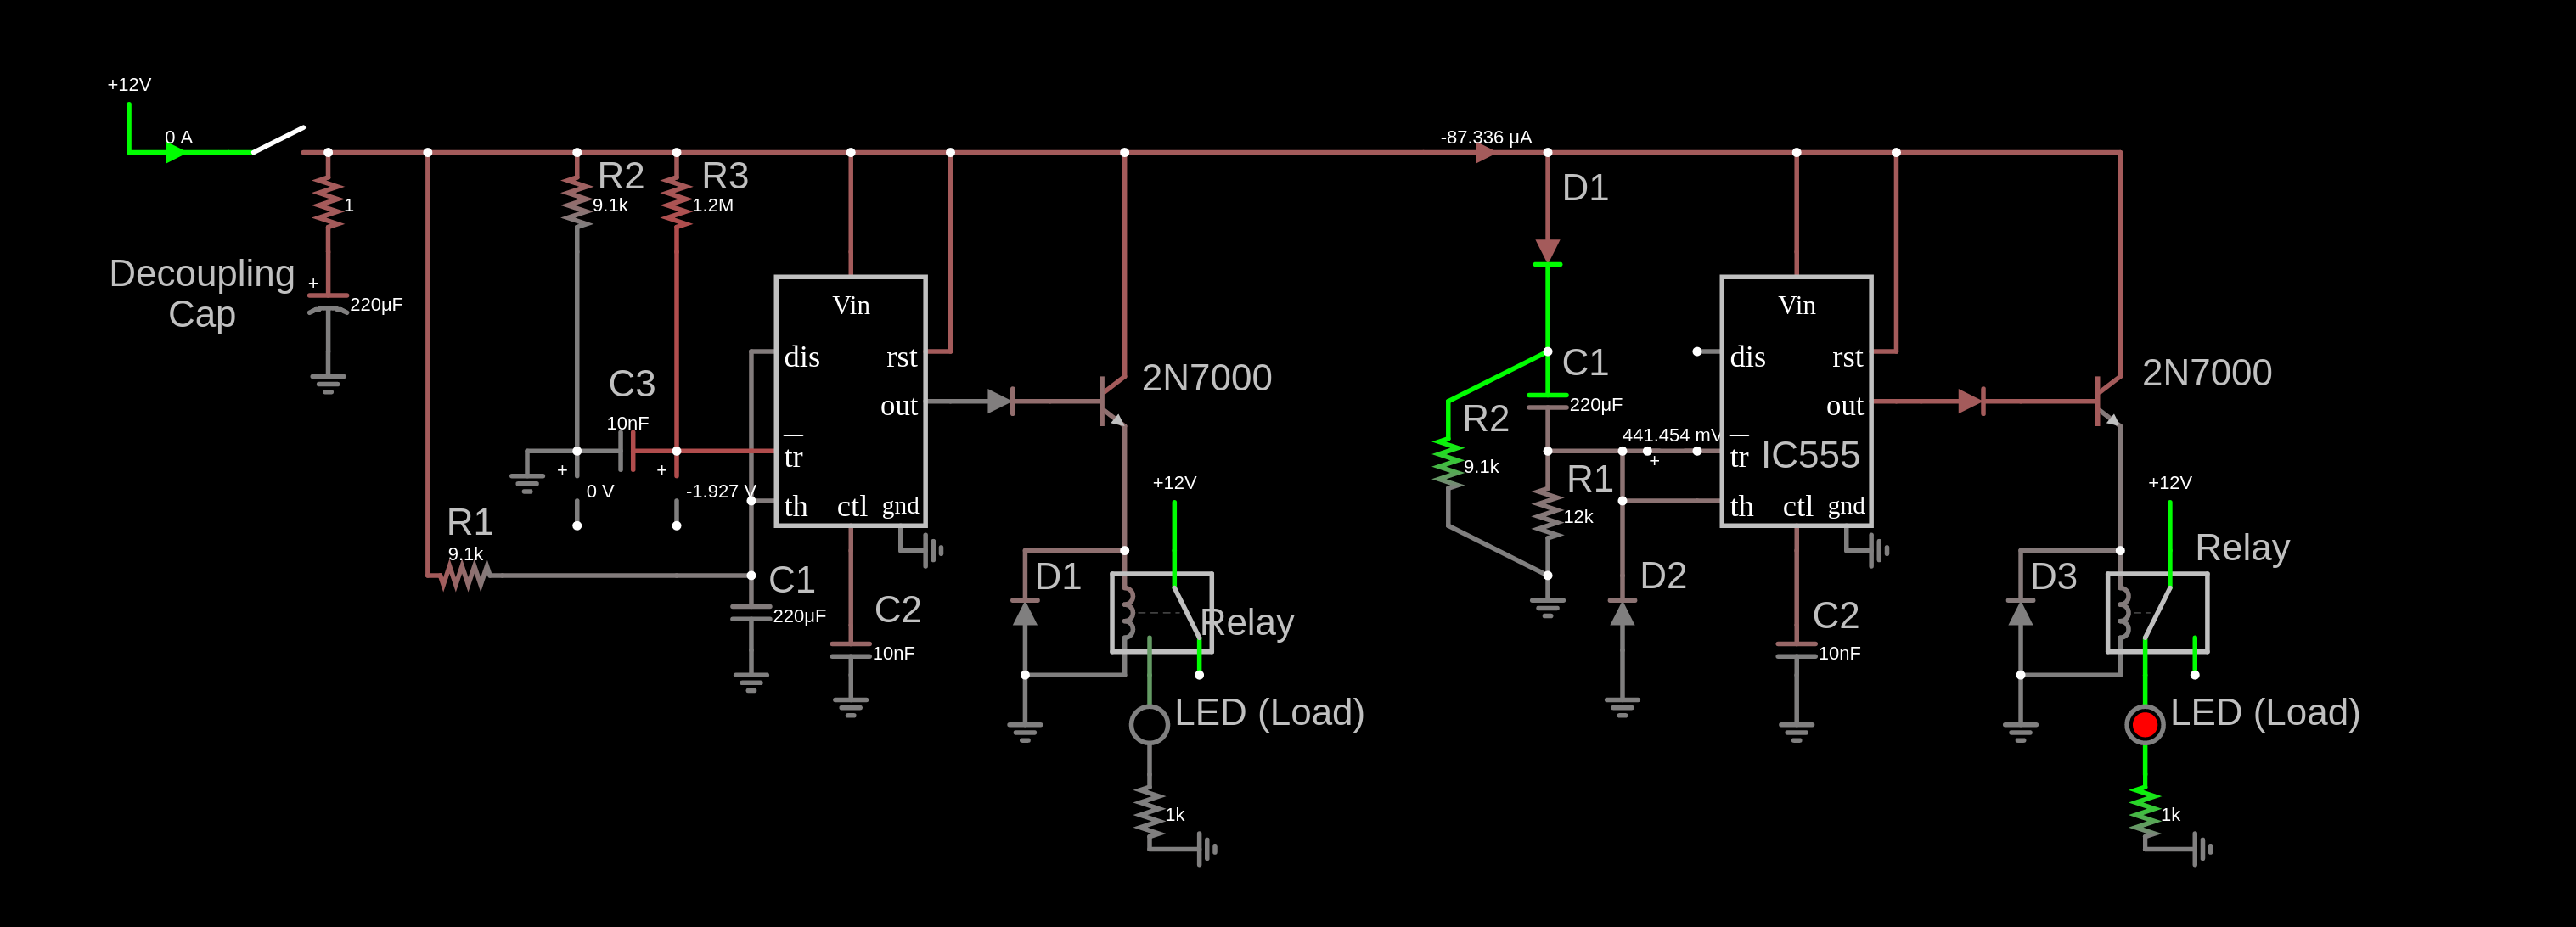 +12V
0 A
-87.336 μA
R2
R3
D1
9.1k
1.2M
1
Decoupling
Cap
+
220μF
Vin
dis
rst
out
tr
th
ctl
gnd
2N7000
C3
10nF
+
0 V
+
-1.927 V
R1
9.1k
C1
220μF
C2
10nF
D1
+12V
Relay
LED (Load)
1k
C1
220μF
R2
9.1k
441.454 mV
+
R1
12k
Vin
dis
rst
out
tr
IC555
th
ctl
gnd
2N7000
D2
C2
10nF
+12V
Relay
D3
LED (Load)
1k